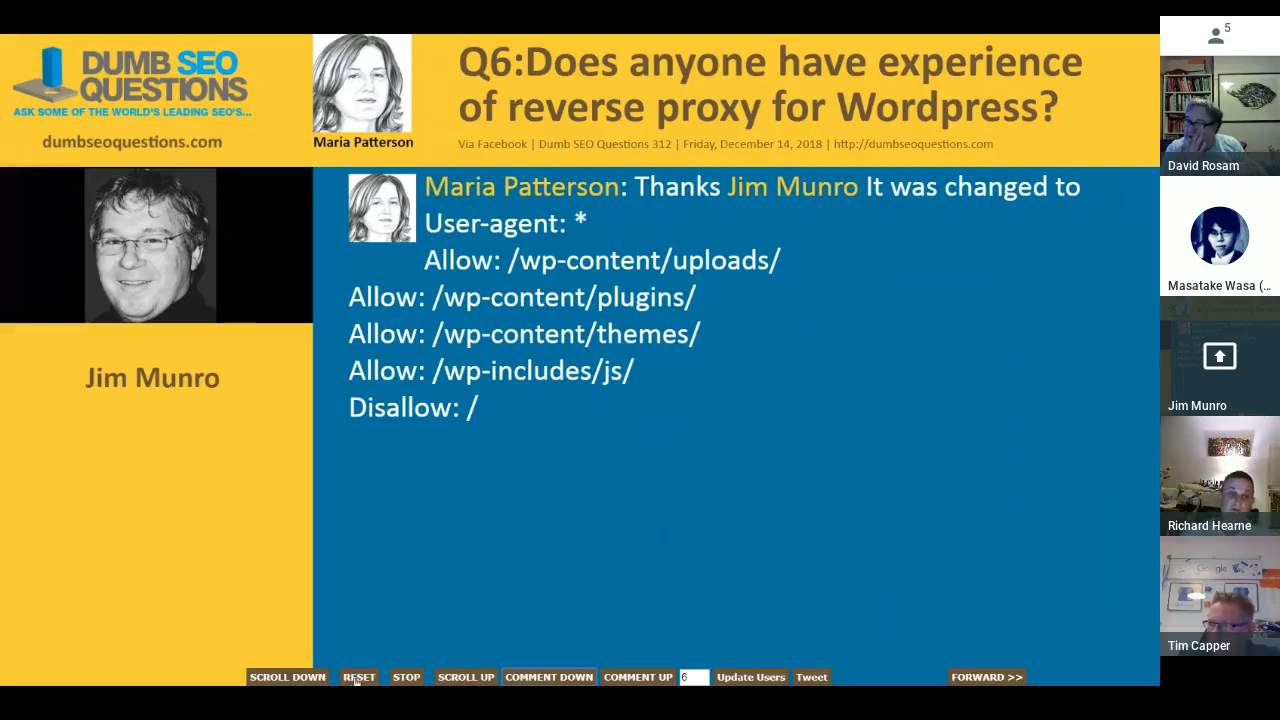 DUMB SEO
QUESTIONS
ASK SOME OF THE WORLD'S LEADING SEO'S...
dumbseoquestions.com
Maria Patterson
Q6:Does anyone have experience
of reverse proxy for Wordpress?
Via Facebook | Dumb SEO Questions 312 | Friday, December 14, 2018 | http://dumbseoquestions.com
Jim Munro
Maria Patterson: Thanks Jim Munro It was changed to
User-agent: *
Allow: /wp-content/uploads/
Allow: /wp-content/plugins/
Allow: /wp-content/themes/
Allow: /wp-includes/js/
Disallow: /
SCROLL DOWN RESET STOP SCROLL UP COMMENT DOWN COMMENT UP 6 Update Users Tweet FORWARD >>
5
David Rosam
Masatake Wasa (...
Jim Munro
Richard Hearne
Google
Tim Capper